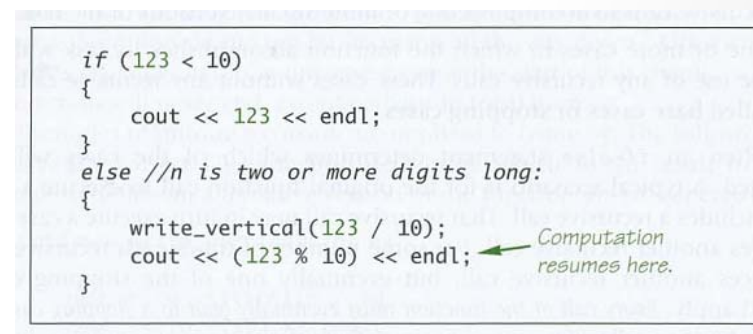 if (123 < 10)
{
cout << 123 << endl;
}
else //n is two or more digits long:
{
write_vertical(123 / 10);
cout << (123 % 10) << endl;
Computation
resumes here.
}